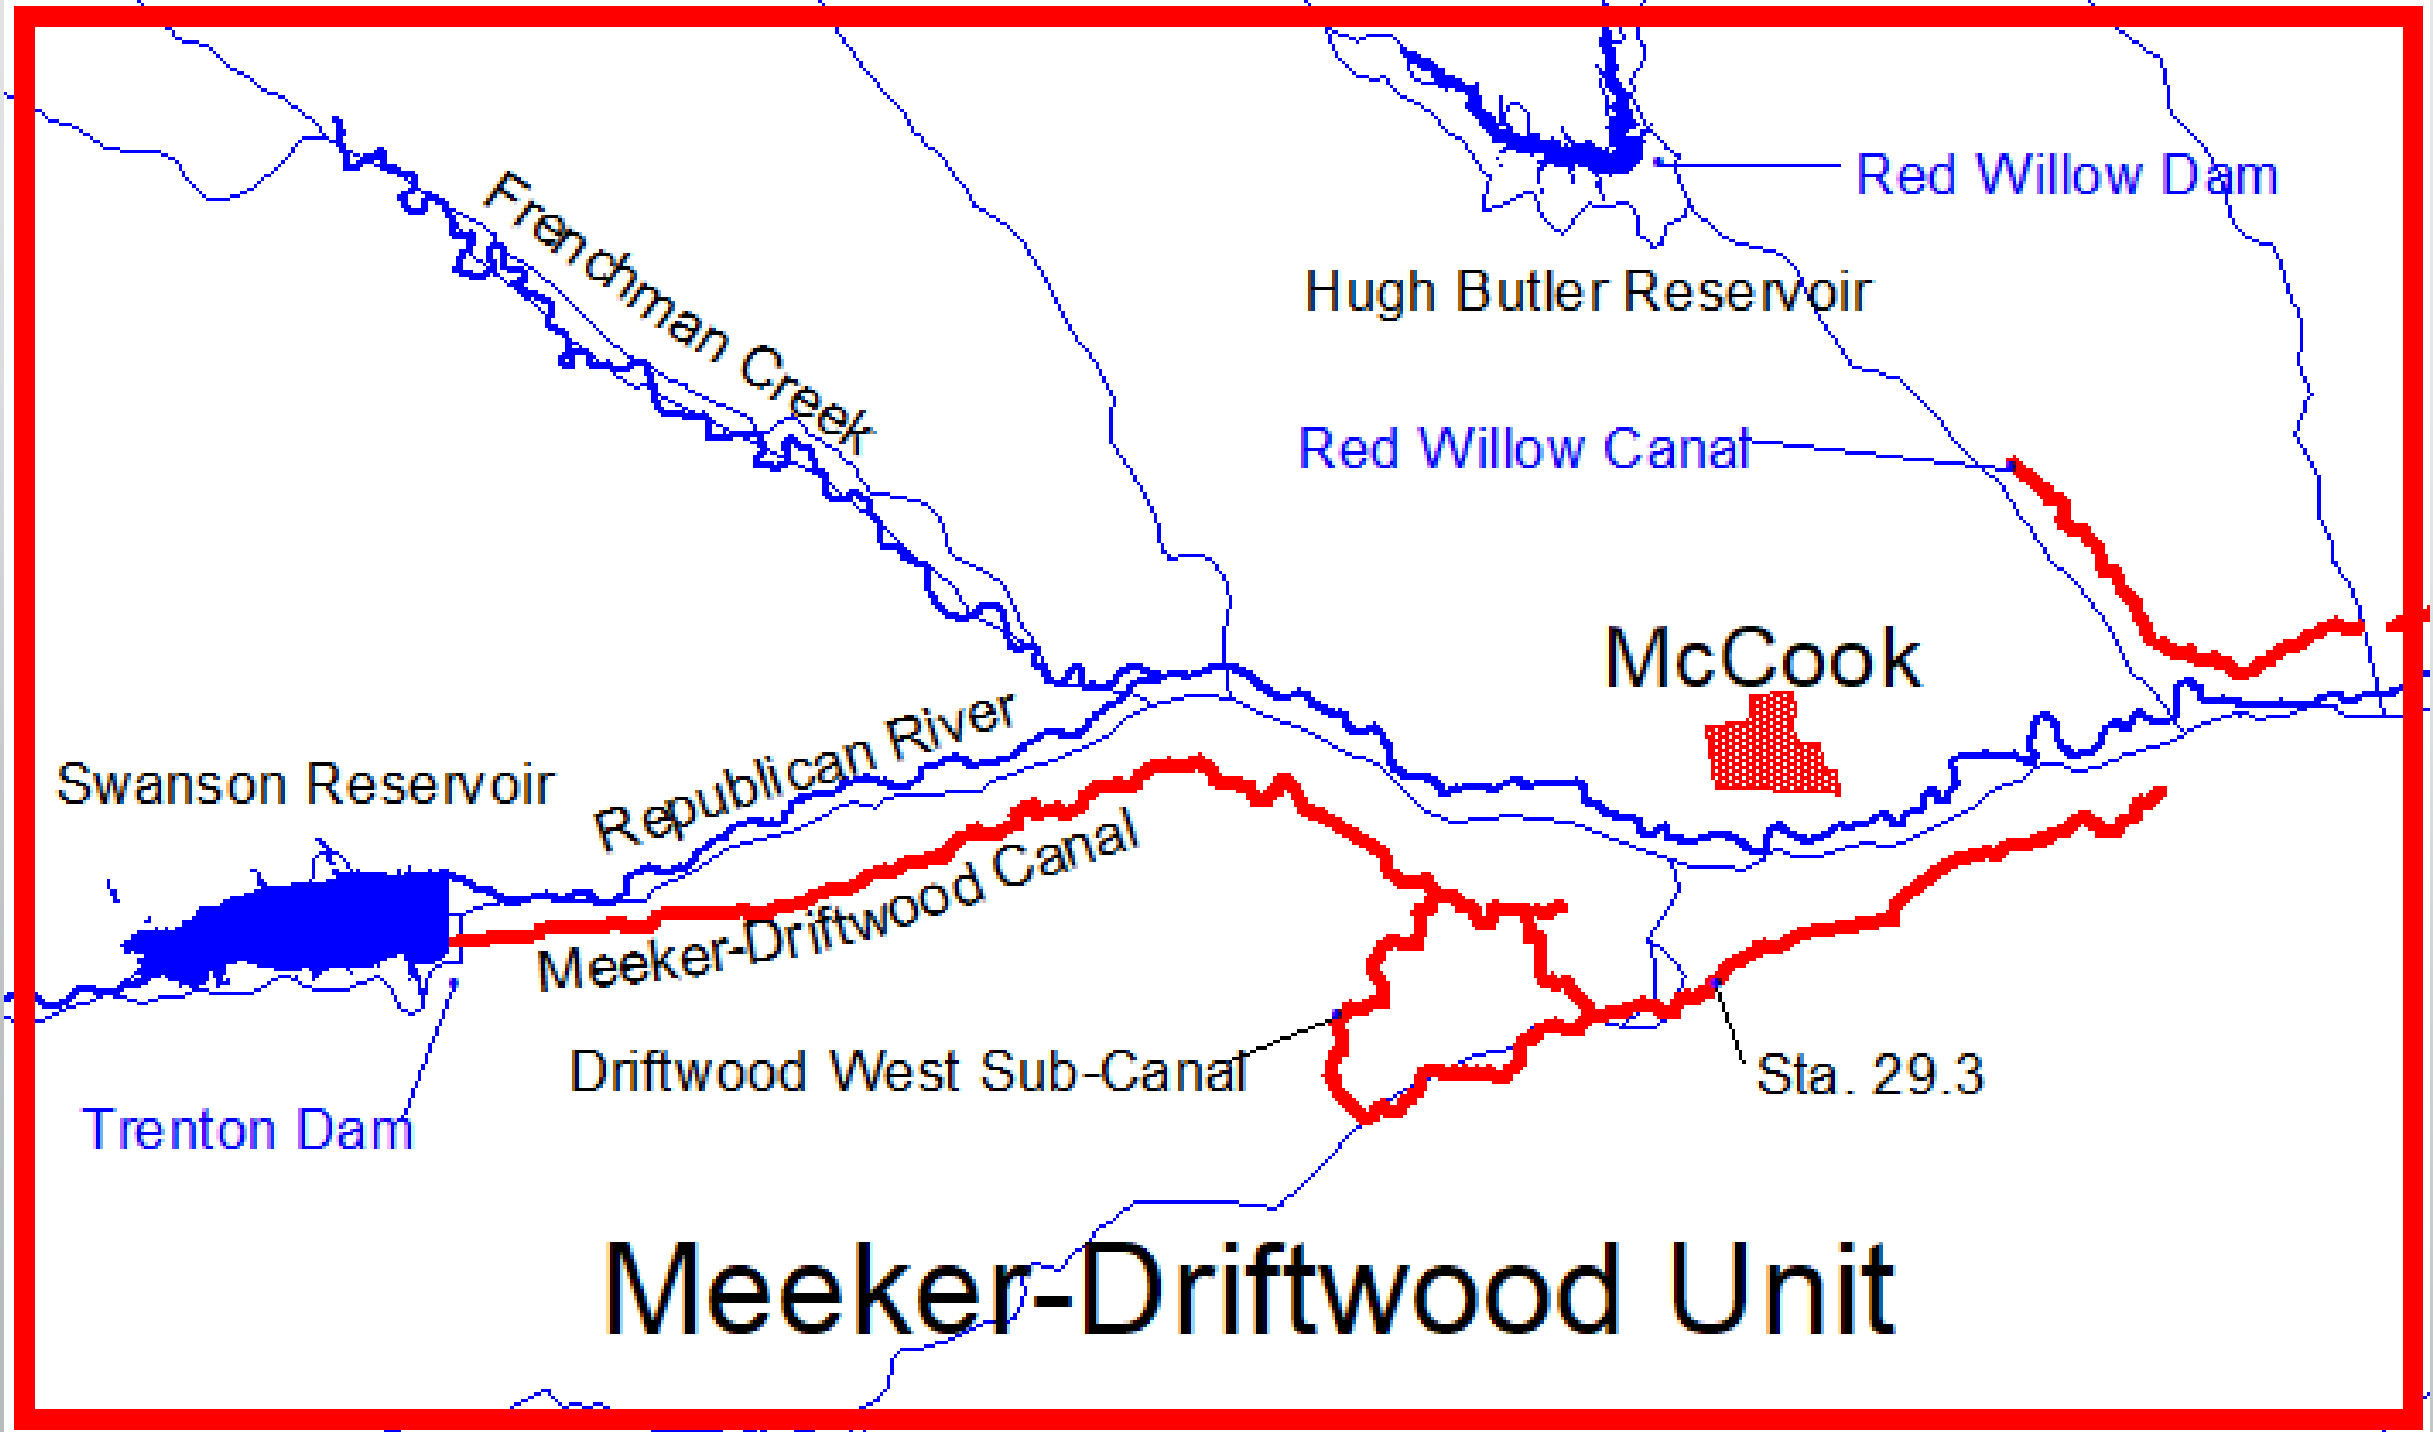 Red Willow Dam
Frenchman Creek
Hugh Butler Reservoir
Red Willow Canal
McCook
Republican River
Swanson Reservoir
Meeker-Driftwood Canal
Driftwood West Sub-Canal
Sta. 29.3
Trenton Dam
Meeker-Driftwood Unit